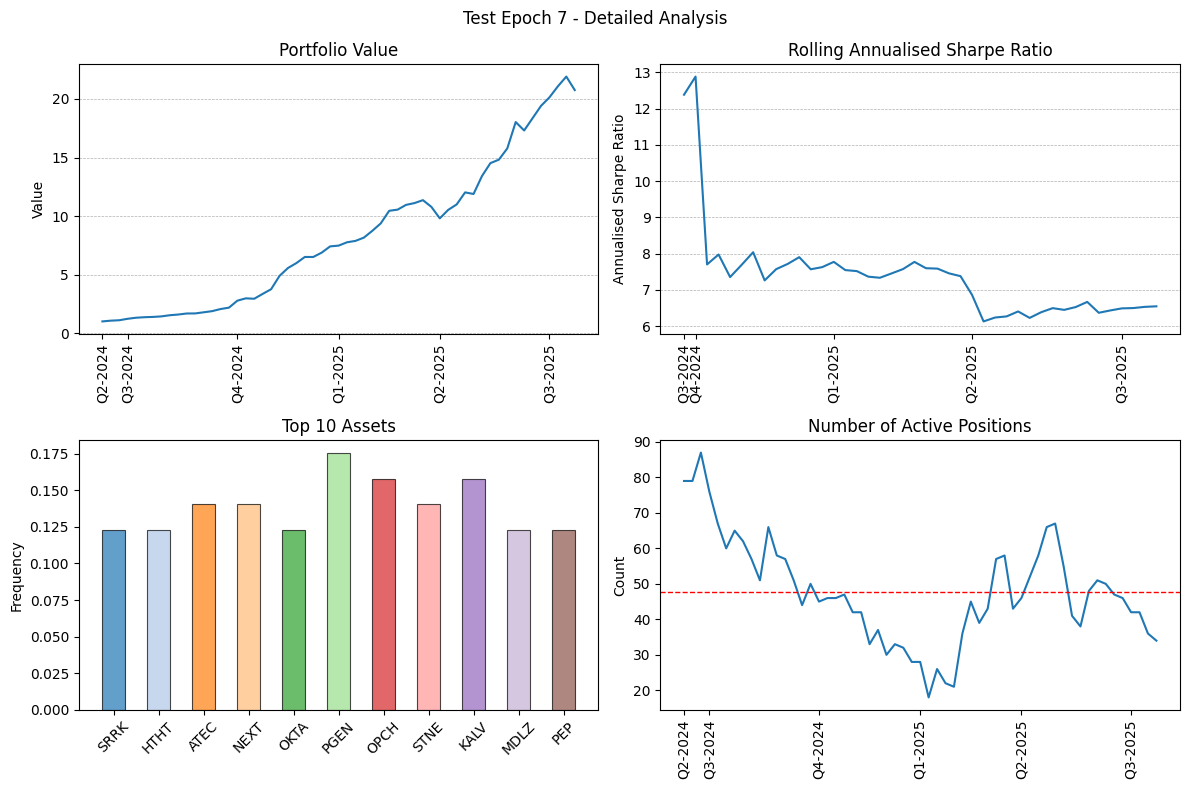 Test Epoch 7 - Detailed Analysis
Portfolio Value
Value
20
15
10
5
0
Q2-2024
Q3-2024
Q4-2024
Q1-2025
Q2-2025
Q3-2025
Rolling Annualised Sharpe Ratio
Annualised Sharpe Ratio
13
12
11
10
9
8
7
6
Q3-2024
Q4-2024
Q1-2025
Q2-2025
Q3-2025
Top 10 Assets
Frequency
0.175
0.150
0.125
0.100
0.075
0.050
0.025
0.000
SRRK
HTHT
ATEC
NEXT
OKTA
PGEN
OPCH
STNE
KALV
MDLZ
PEP
Number of Active Positions
Count
90
80
70
60
50
40
30
20
Q2-2024
Q3-2024
Q4-2024
Q1-2025
Q2-2025
Q3-2025